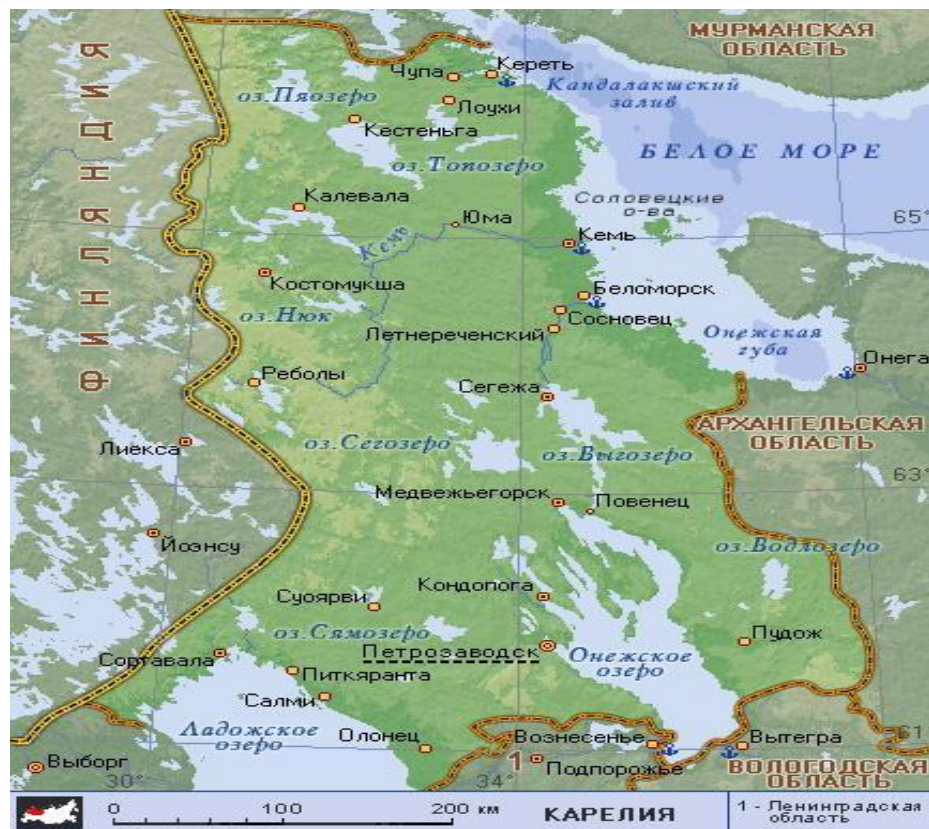 МУРМАНСКАЯ
ОБЛАСТЬ
Кереть
Чупа
Кандалакшский
залив
оз.Пяозеро
Лоухи
Кестеньга
БЕЛОЕ МОРЕ
оз.Топозеро
Калевала
Соловецкие
о-ва
Юма
65°
Кемь
Кемь
ФИНЛЯНДИЯ
Костомукша
Беломорск
оз.Нюк
Сосновец
Летнереченский
Онежская
губа
Онега
Реболы
Сегежа
АРХАНГЕЛЬСКАЯ
ОБЛАСТЬ
Лиекса
оз.Сегозеро
оз.Выгозеро
63°
Медвежьегорск
Повенец
Йоэнсу
оз.Водлозеро
Кондопога
Суоярви
оз.Сямозеро
Пудож
Петрозаводск
Онежское
озеро
Сортавала
Питкяранта
Салми
Ладожское
озеро
Олонец
Вознесенье
Вытегра
61°
Выборг
1
Подпорожье
ВОЛОГОДСКАЯ
ОБЛАСТЬ
30°
34°
0 100 200 км
КАРЕЛИЯ
1 - Ленинградская
область